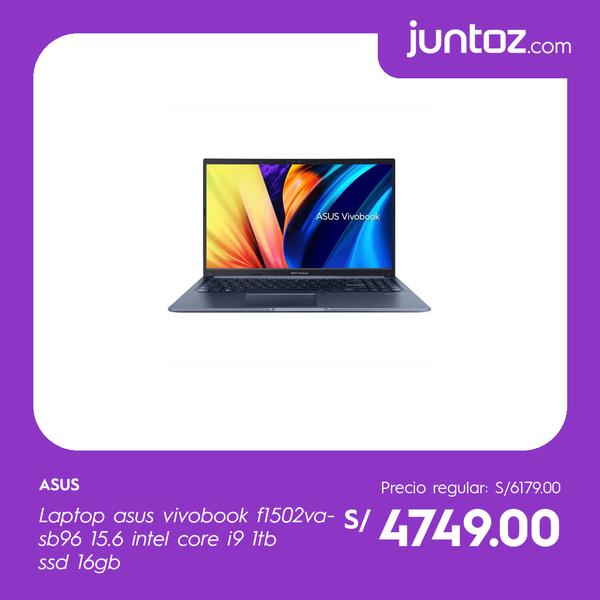 juntoz.com
ASUS Vivobook
ASUS
Precio regular: S/6179.00
Laptop asus vivobook f1502va-
sb96 15.6 intel core i9 1tb
ssd 16gb
S/ 4749.00